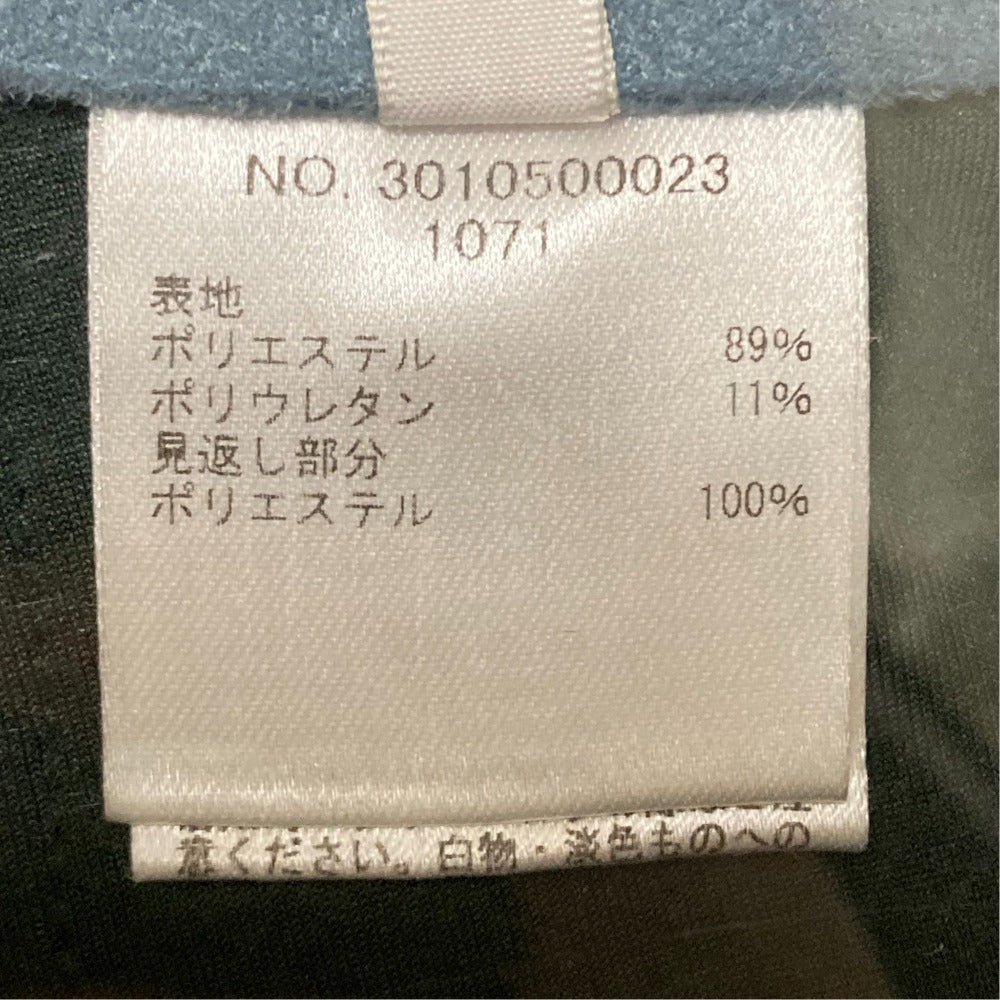 NO. 3010500023
1071
表地
ポリエステル 89%
ポリウレタン 11%
見返し部分
ポリエステル 100%
意ください。白物・淡色ものへの